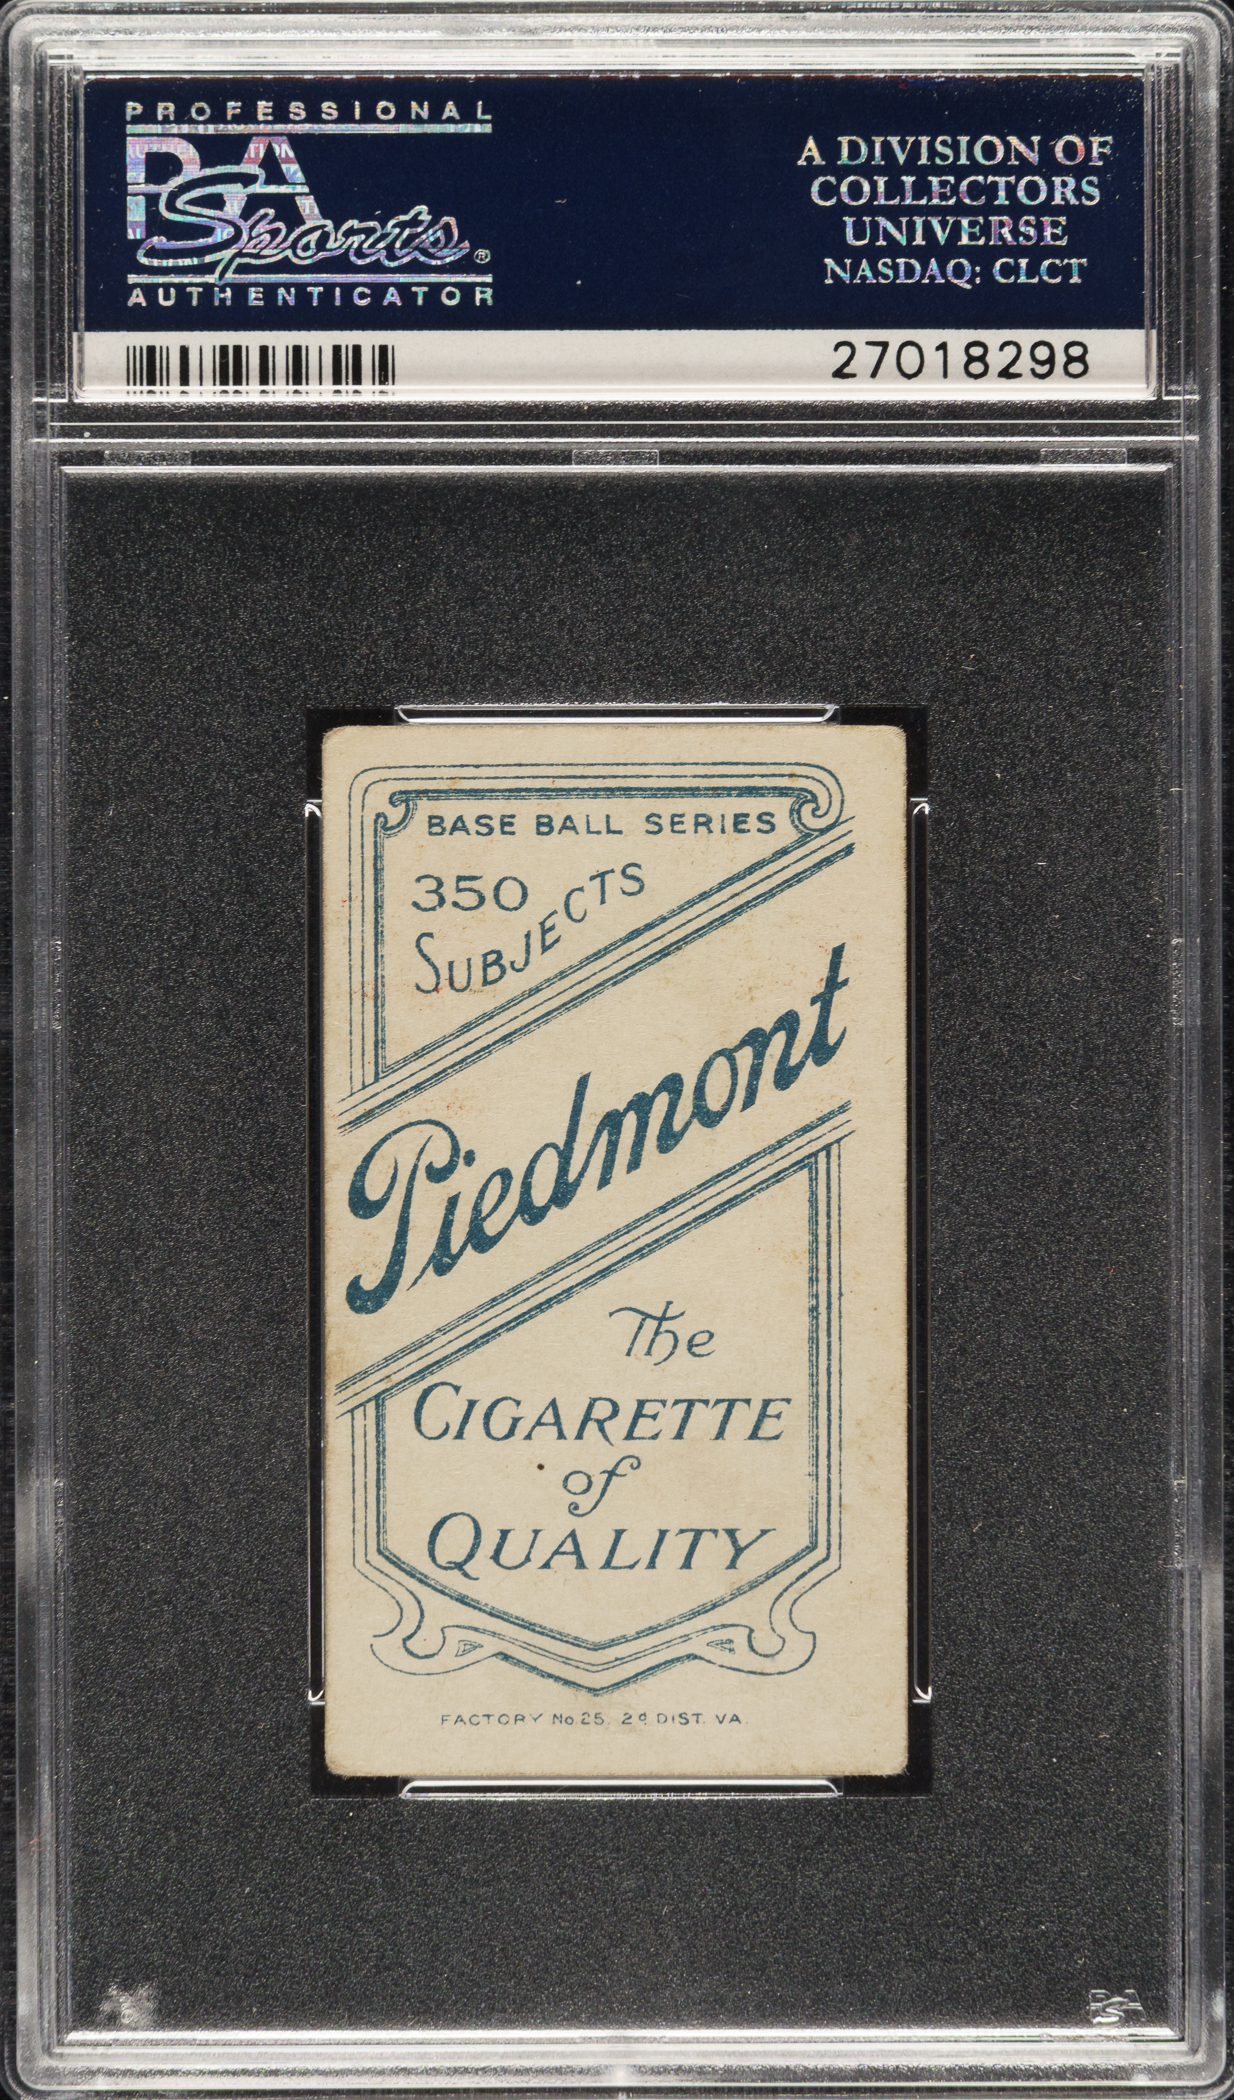 PROFESSIONAL
PSA
Sports®
AUTHENTICATOR
A DIVISION OF
COLLECTORS
UNIVERSE
NASDAQ: CLCT
27018298
BASE BALL SERIES
350
SUBJECTS
Piedmont
The
CIGARETTE
of
QUALITY
FACTORY No. 25, 2d DIST. VA.
PSA